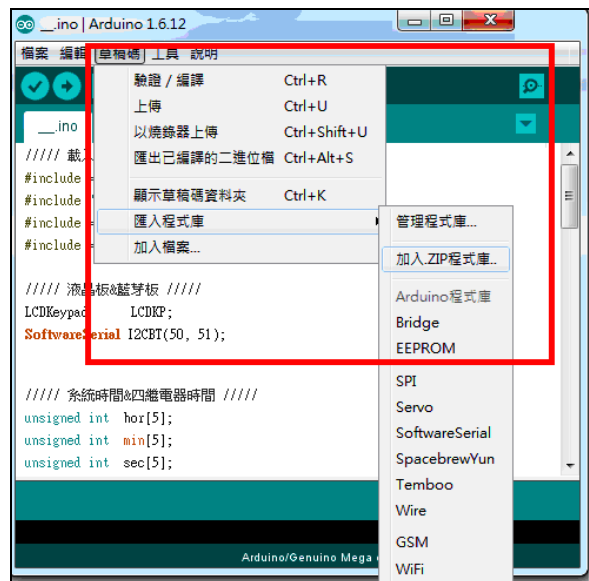 __.ino | Arduino 1.6.12
檔案 編輯 草稿碼 工具 說明
驗證 / 編譯 Ctrl+R
上傳 Ctrl+U
以燒錄器上傳 Ctrl+Shift+U
匯出已編譯的二進位檔 Ctrl+Alt+S
顯示草稿碼資料夾 Ctrl+K
匯入程式庫
加入檔案...
管理程式庫...
加入.ZIP程式庫..
Arduino程式庫
Bridge
EEPROM
SPI
Servo
SoftwareSerial
SpacebrewYun
Temboo
Wire
GSM
WiFi
__.ino
///// 載入
#include
#include
#include
#include
///// 液晶板&藍芽板 /////
LCDKeypad LCDKP;
SoftwareSerial I2CBT(50, 51);
///// 系統時間&四繼電器時間 /////
unsigned int hor[5];
unsigned int min[5];
unsigned int sec[5];
Arduino/Genuino Mega